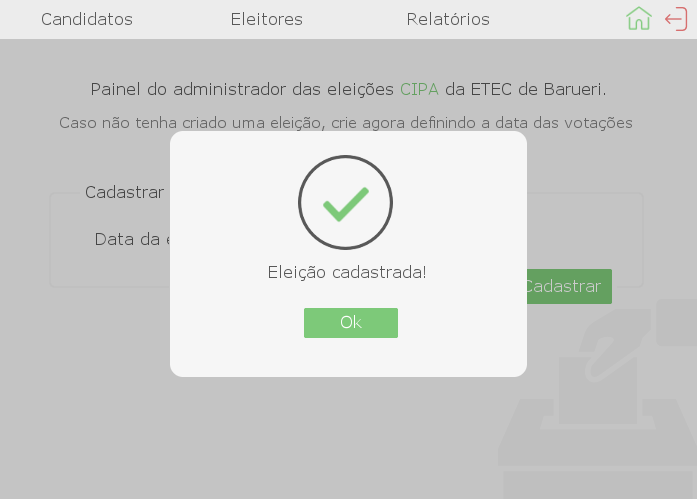 Candidatos Eleitores Relatórios
Painel do administrador das eleições CIPA da ETEC de Barueri.
Caso não tenha criado uma eleição, crie agora definindo a data das votações
Cadastrar
Data da
Eleição cadastrada!
Cadastrar
Ok